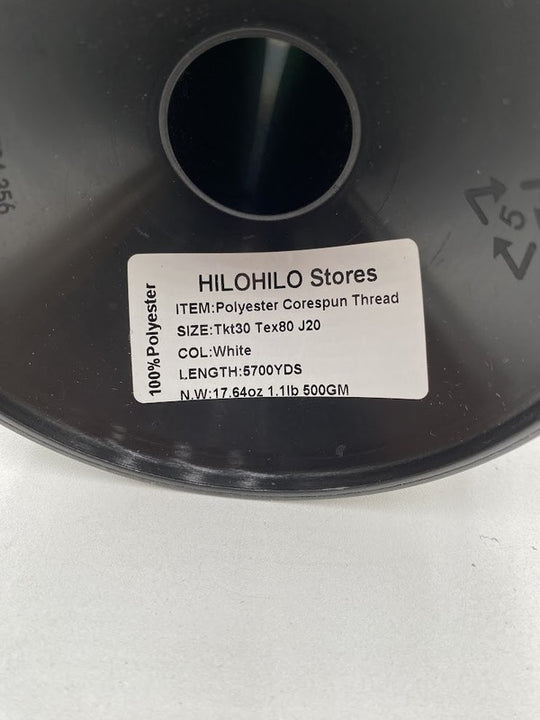 HILOHILO Stores
100%Polyester
ITEM:Polyester Corespun Thread
SIZE:Tkt30 Tex80 J20
COL:White
LENGTH:5700YDS
N.W:17.64oz 1.1lb 500GM
5